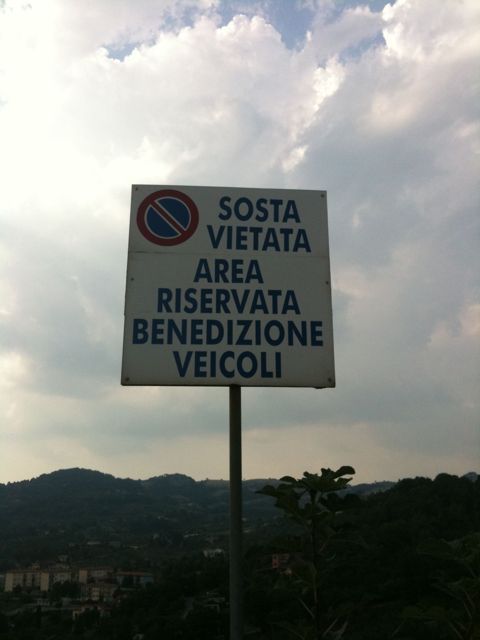 SOSTA
VIETATA
AREA
RISERVATA
BENEDIZIONE
VEICOLI